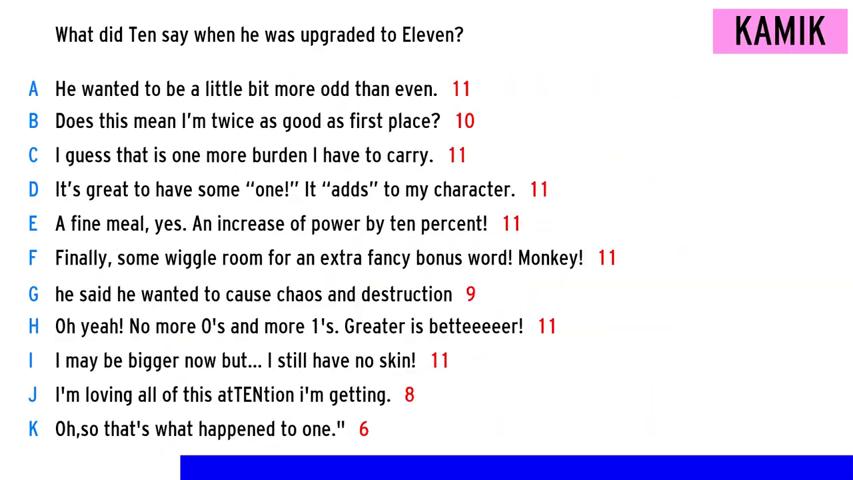 What did Ten say when he was upgraded to Eleven?
KAMIK
A He wanted to be a little bit more odd than even. 11
B Does this mean I'm twice as good as first place? 10
C I guess that is one more burden I have to carry. 11
D It's great to have some “one!” It “adds” to my character. 11
E A fine meal, yes. An increase of power by ten percent! 11
F Finally, some wiggle room for an extra fancy bonus word! Monkey! 11
G he said he wanted to cause chaos and destruction 9
H Oh yeah! No more 0's and more 1's. Greater is betteeeeer! 11
I I may be bigger now but... I still have no skin! 11
J I'm loving all of this atTENtion i'm getting. 8
K Oh,so that's what happened to one." 6